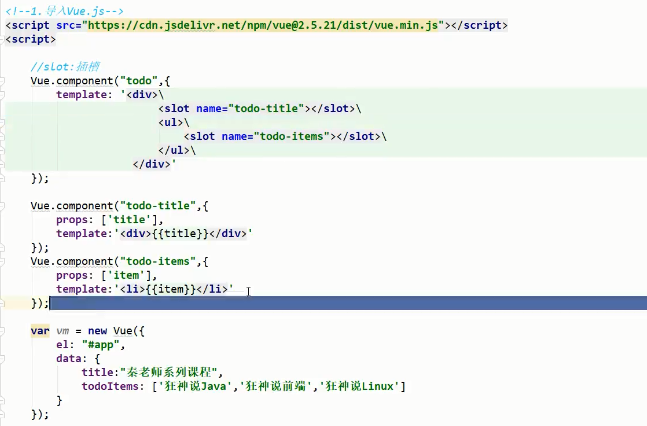 <!--1.导入Vue.js-->
<script src="https://cdn.jsdelivr.net/npm/vue@2.5.21/dist/vue.min.js"></script>
<script>
//slot:插槽
Vue.component("todo",{
template: '<div>\
<slot name="todo-title"></slot>\
<ul>\
<slot name="todo-items"></slot>\
</ul>\
</div>'
});
Vue.component("todo-title",{
props: ['title'],
template:'<div>{{title}}</div>'
});
Vue.component("todo-items",{
props: ['item'],
template:'<li>{{item}}</li>'
});
var vm = new Vue({
el: "#app",
data: {
title:"秦老师系列课程",
todoItems: ['狂神说Java','狂神说前端','狂神说Linux']
}
});